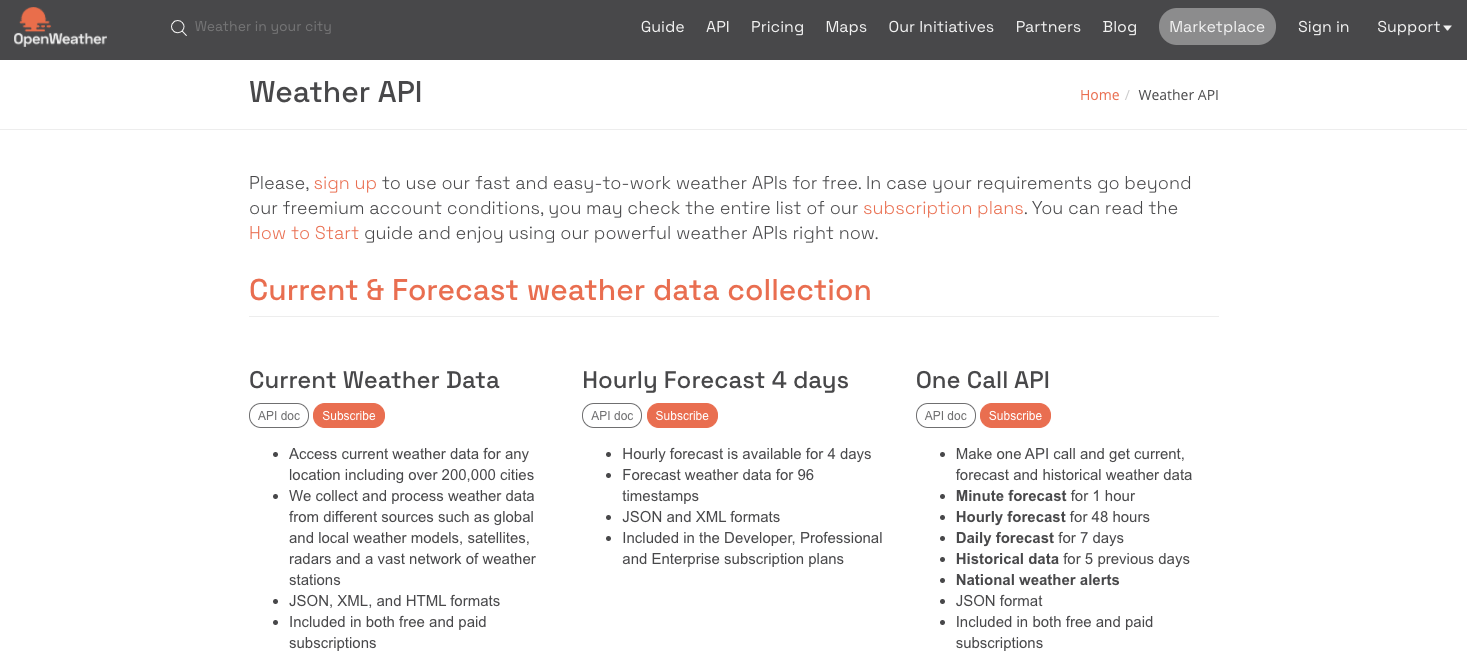 OpenWeather
Weather in your city
Guide API Pricing Maps Our Initiatives Partners Blog Marketplace Sign in Support
Weather API
Home / Weather API
Please, sign up to use our fast and easy-to-work weather APIs for free. In case your requirements go beyond
our freemium account conditions, you may check the entire list of our subscription plans. You can read the
How to Start guide and enjoy using our powerful weather APIs right now.
Current & Forecast weather data collection
Current Weather Data
API doc Subscribe
• Access current weather data for any
location including over 200,000 cities
• We collect and process weather data
from different sources such as global
and local weather models, satellites,
radars and a vast network of weather
stations
• JSON, XML, and HTML formats
• Included in both free and paid
subscriptions
Hourly Forecast 4 days
API doc Subscribe
• Hourly forecast is available for 4 days
• Forecast weather data for 96
timestamps
• JSON and XML formats
• Included in the Developer, Professional
and Enterprise subscription plans
One Call API
API doc Subscribe
• Make one API call and get current,
forecast and historical weather data
• Minute forecast for 1 hour
• Hourly forecast for 48 hours
• Daily forecast for 7 days
• Historical data for 5 previous days
• National weather alerts
• JSON format
• Included in both free and paid
subscriptions